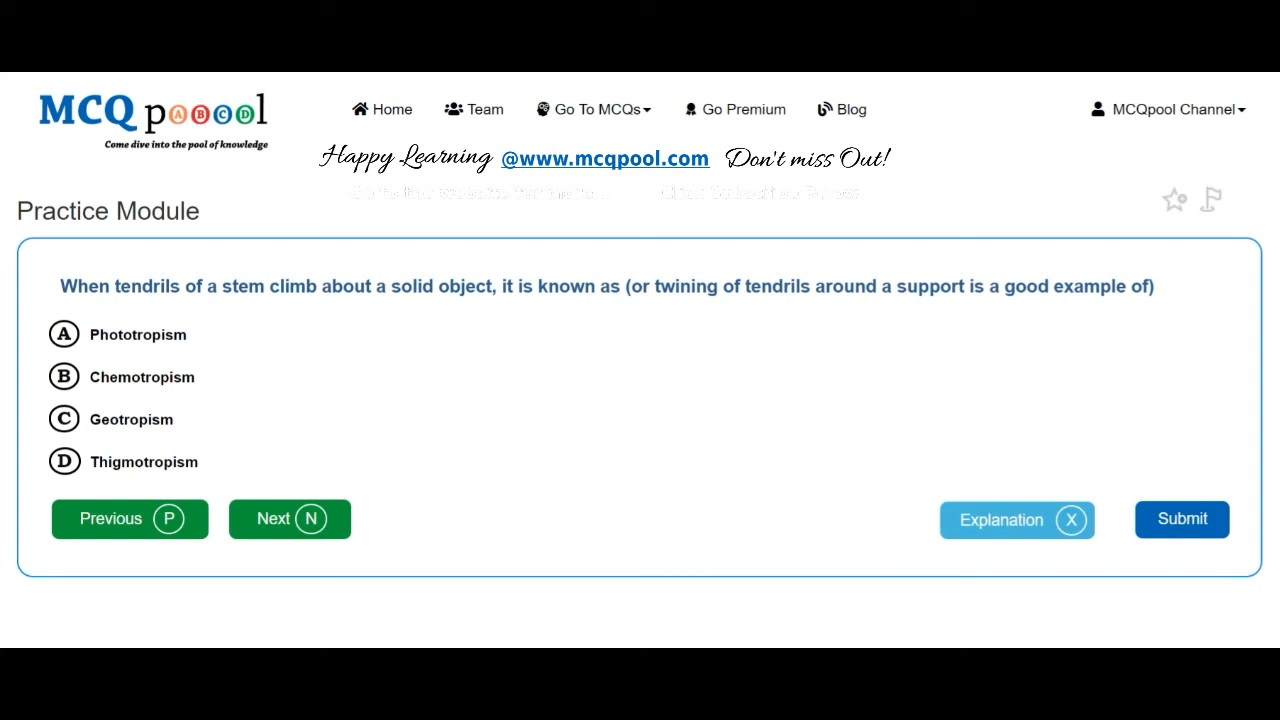 MCQ pooool
Come dive into the pool of knowledge
Home Team Go To MCQs Go Premium Blog MCQpool Channel
Happy Learning @www.mcqpool.com Don't miss Out!
Practice Module
When tendrils of a stem climb about a solid object, it is known as (or twining of tendrils around a support is a good example of)
A Phototropism
B Chemotropism
C Geotropism
D Thigmotropism
Previous P Next N Explanation X Submit